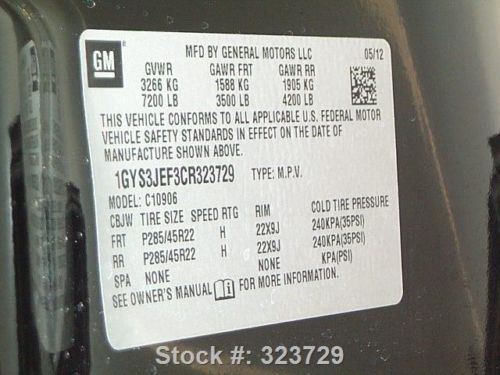 GM
MFD BY GENERAL MOTORS LLC 05/12
GVWR GAWR FRT GAWR RR
3266 KG 1588 KG 1905 KG
7200 LB 3500 LB 4200 LB
THIS VEHICLE CONFORMS TO ALL APPLICABLE U.S. FEDERAL MOTOR
VEHICLE SAFETY STANDARDS IN EFFECT ON THE DATE OF
MANUFACTURE SHOWN ABOVE.
1GYS3JEF3CR323729 TYPE: M.P.V.
MODEL: C10906
CBJW TIRE SIZE SPEED RTG RIM COLD TIRE PRESSURE
FRT P285/45R22 H 22X9J 240KPA(35PSI)
RR P285/45R22 H 22X9J 240KPA(35PSI)
SPA NONE NONE KPA(PSI)
SEE OWNER'S MANUAL FOR MORE INFORMATION.
Stock #: 323729